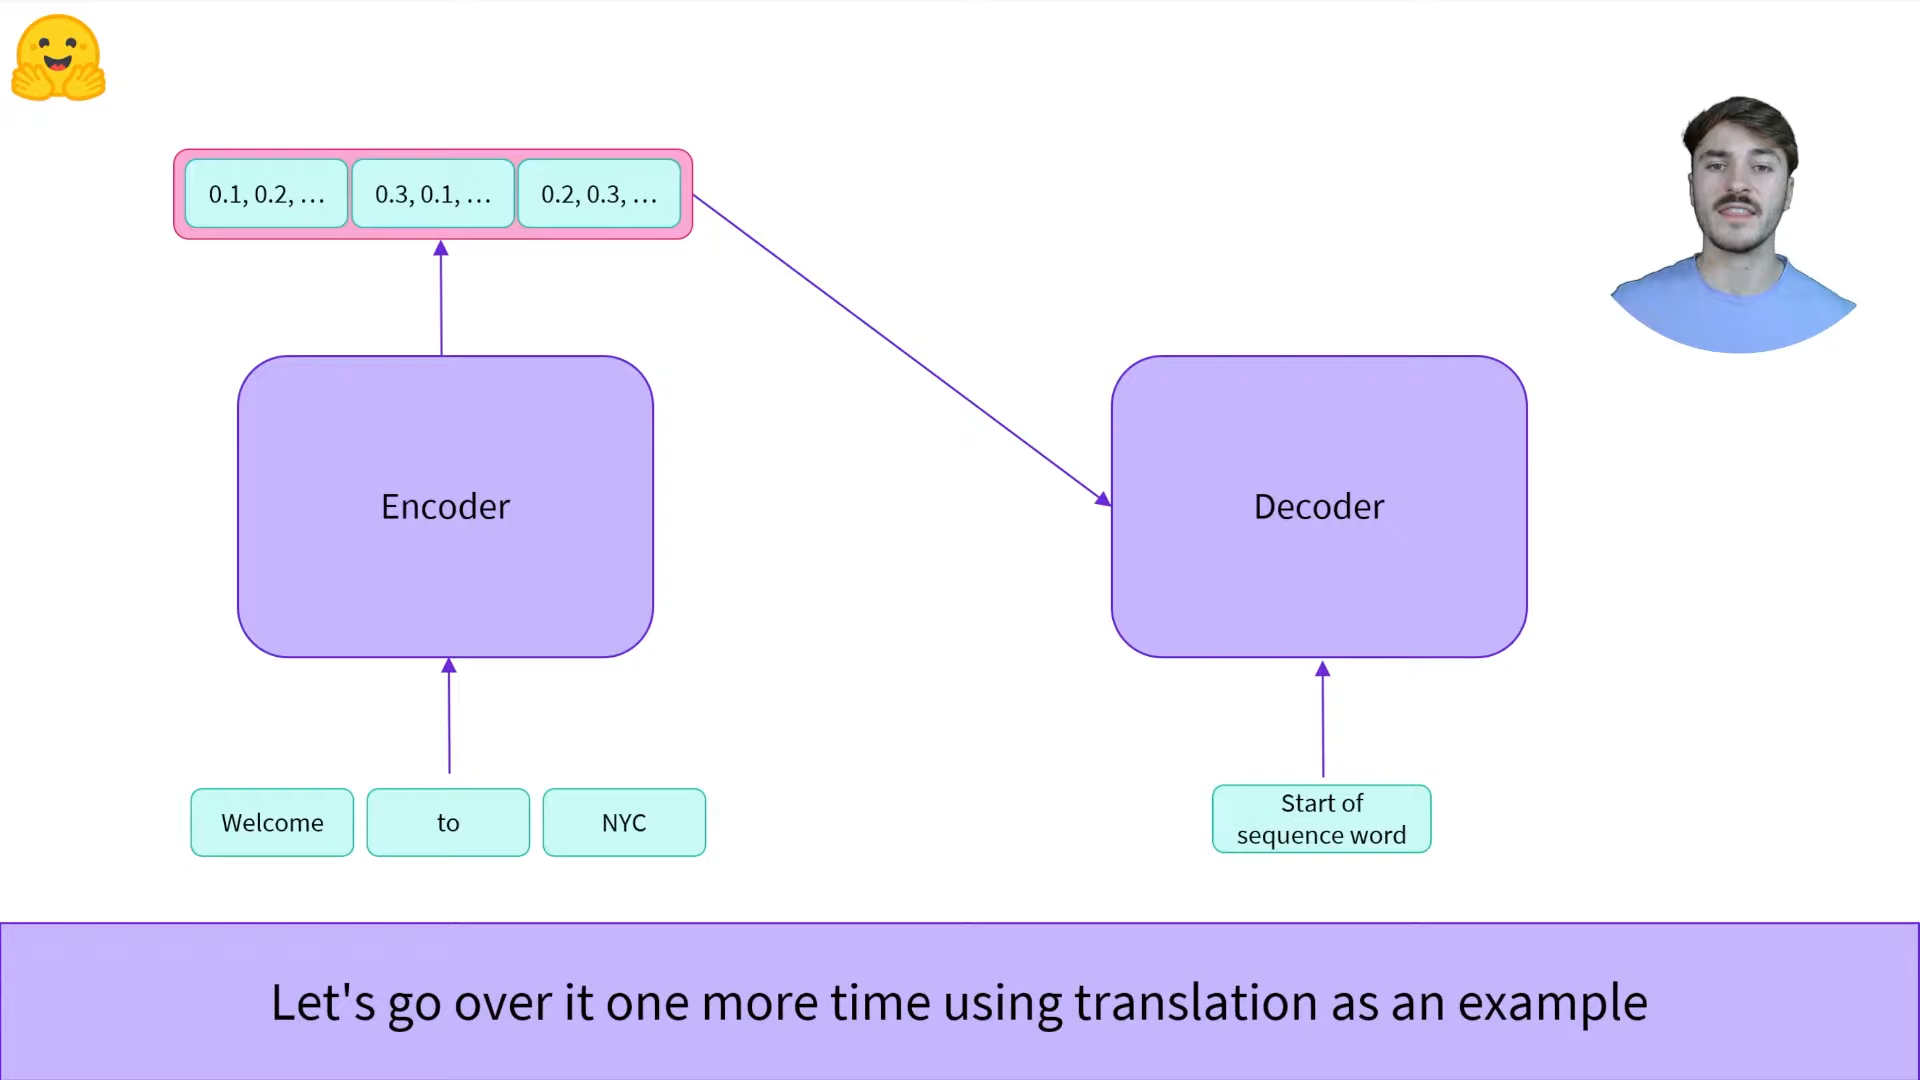 0.1, 0.2, … 0.3, 0.1, … 0.2, 0.3, …
Encoder
Decoder
Welcome to NYC
Start of
sequence word
Let's go over it one more time using translation as an example